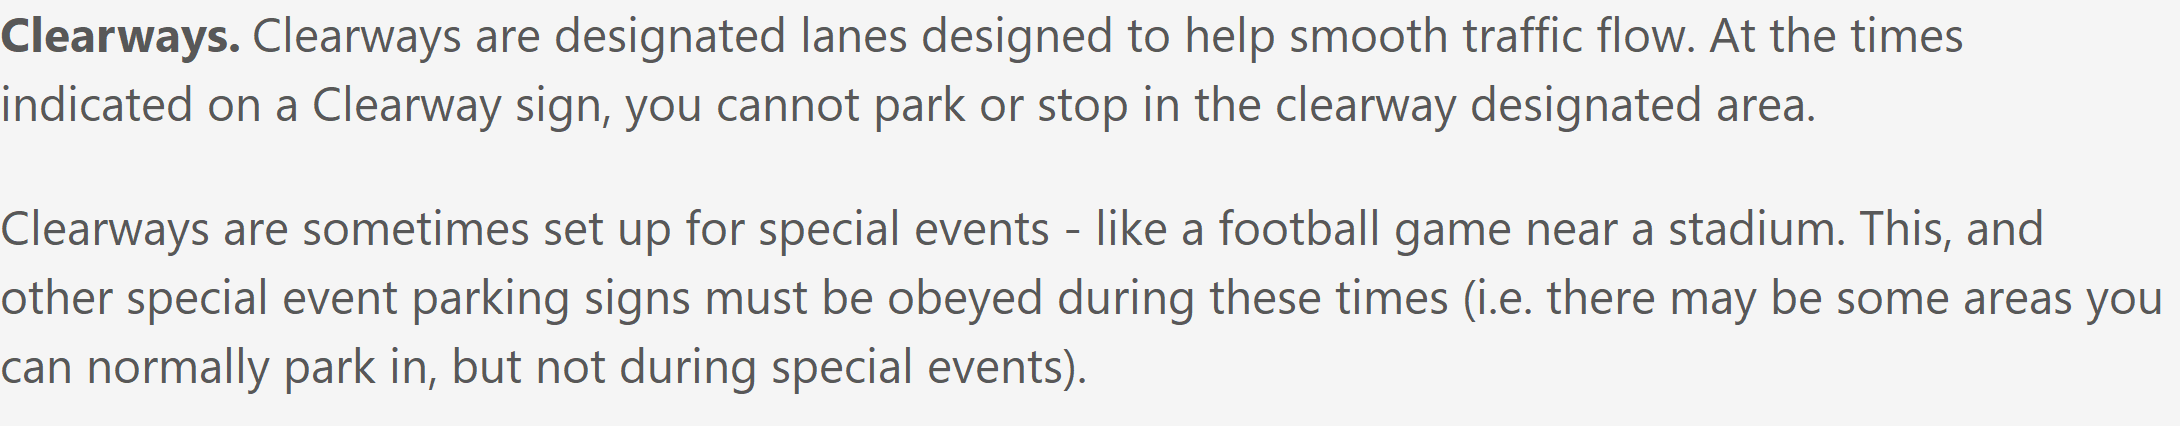 Clearways. Clearways are designated lanes designed to help smooth traffic flow. At the times
indicated on a Clearway sign, you cannot park or stop in the clearway designated area.
Clearways are sometimes set up for special events - like a football game near a stadium. This, and
other special event parking signs must be obeyed during these times (i.e. there may be some areas you
can normally park in, but not during special events).